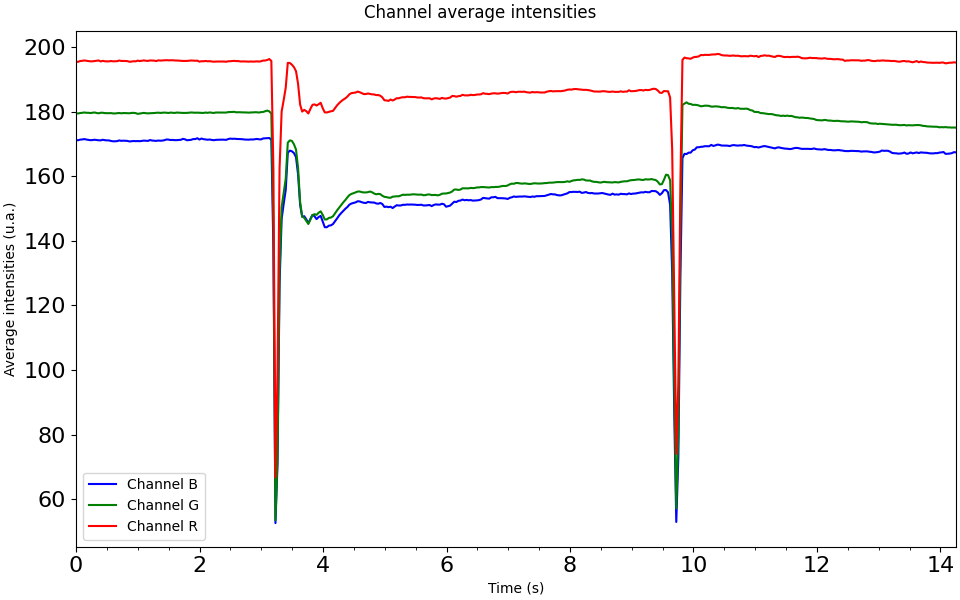 Channel average intensities
Average intensities (u.a.)
200
180
160
140
120
100
80
60
Channel B
Channel G
Channel R
0 2 4 6 8 10 12 14
Time (s)